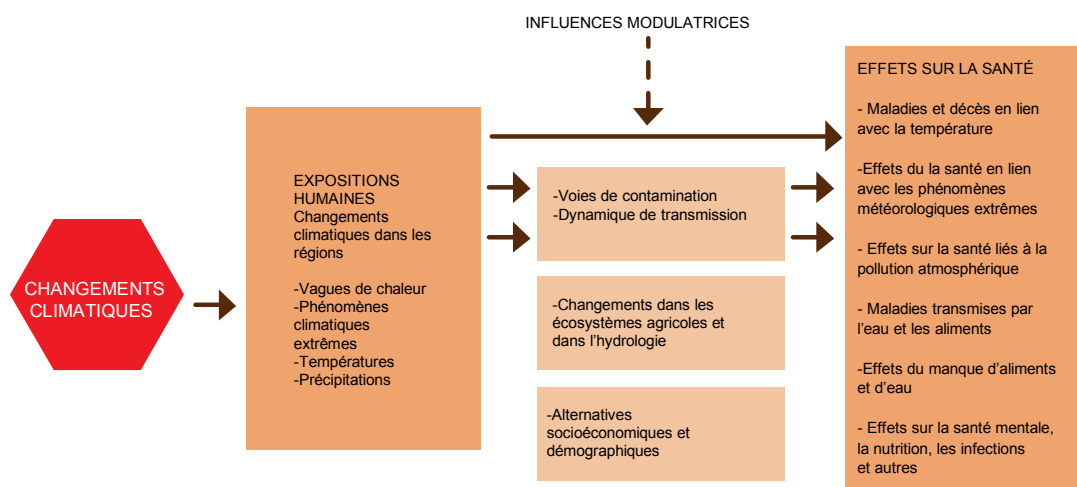 INFLUENCES MODULATRICES
CHANGEMENTS
CLIMATIQUES
EXPOSITIONS
HUMAINES
Changements
climatiques dans les
régions
-Vagues de chaleur
-Phénomènes
climatiques
extrêmes
-Températures
-Précipitations
-Voies de contamination
-Dynamique de transmission
-Changements dans les
écosystèmes agricoles et
dans l'hydrologie
-Alternatives
socioéconomiques et
démographiques
EFFETS SUR LA SANTÉ
- Maladies et décès en lien
avec la température
-Effets du la santé en lien
avec les phénomènes
météorologiques extrêmes
- Effets sur la santé liés à la
pollution atmosphérique
- Maladies transmises par
l'eau et les aliments
-Effets du manque d'aliments
et d'eau
- Effets sur la santé mentale,
la nutrition, les infections
et autres